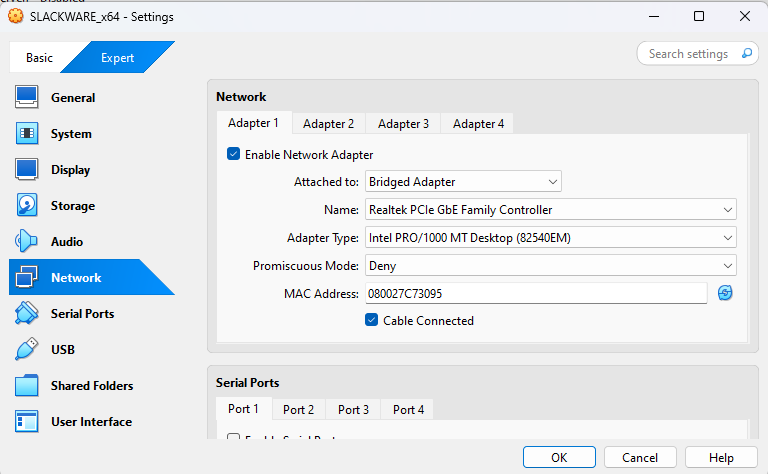 SLACKWARE_x64 - Settings
Basic Expert
Search settings
General
System
Display
Storage
Audio
Network
Serial Ports
USB
Shared Folders
User Interface
Network
Adapter 1 Adapter 2 Adapter 3 Adapter 4
Enable Network Adapter
Attached to: Bridged Adapter
Name: Realtek PCIe GbE Family Controller
Adapter Type: Intel PRO/1000 MT Desktop (82540EM)
Promiscuous Mode: Deny
MAC Address: 080027C73095
Cable Connected
Serial Ports
Port 1 Port 2 Port 3 Port 4
OK Cancel Help